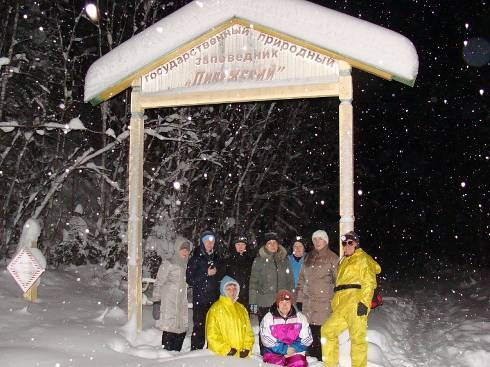 государственный природный
заповедник
"Пинежский"